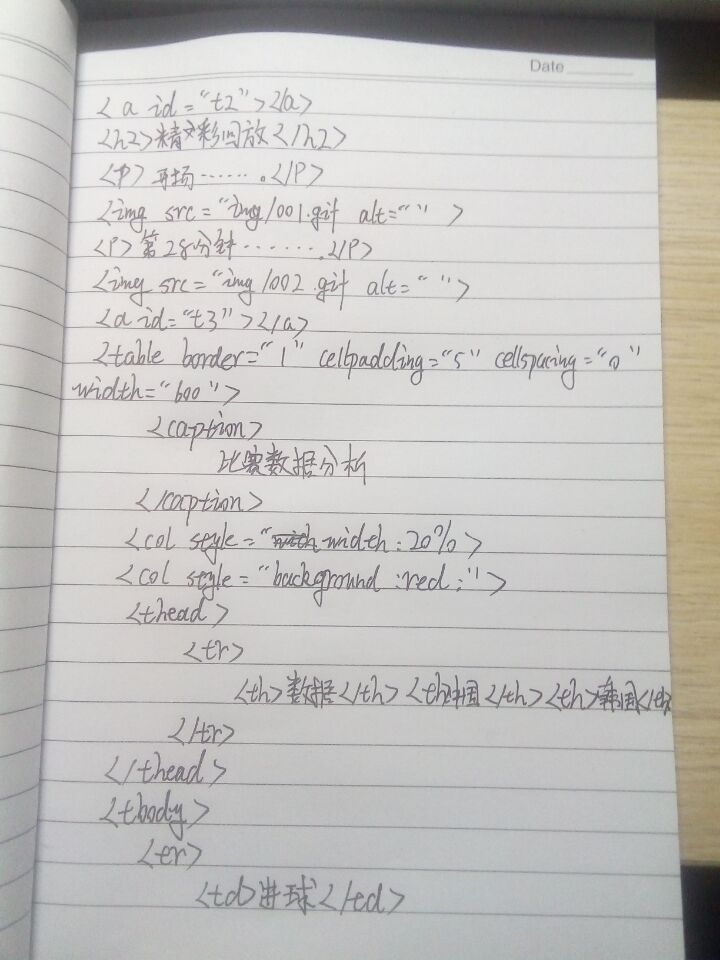 Date
<a id="t2"></a>
<h2>精彩回放</h2>
<p>开场…….</P>
<img src="img/001.gif alt="" >
<P>第28分钟…….</P>
<img src="img/002.gif alt=" ">
<a id="t3"></a>
<table border="1" cellpadding="5" cellspacing="0"
width="600">
<caption>
比赛数据分析
</caption>
<col style="width:20%>
<col style="background:red;">
<thead>
<tr>
<th>数据</th><th>中国</th><th>韩国</th>
</tr>
</thead>
<tbody>
<tr>
<td>进球</td>